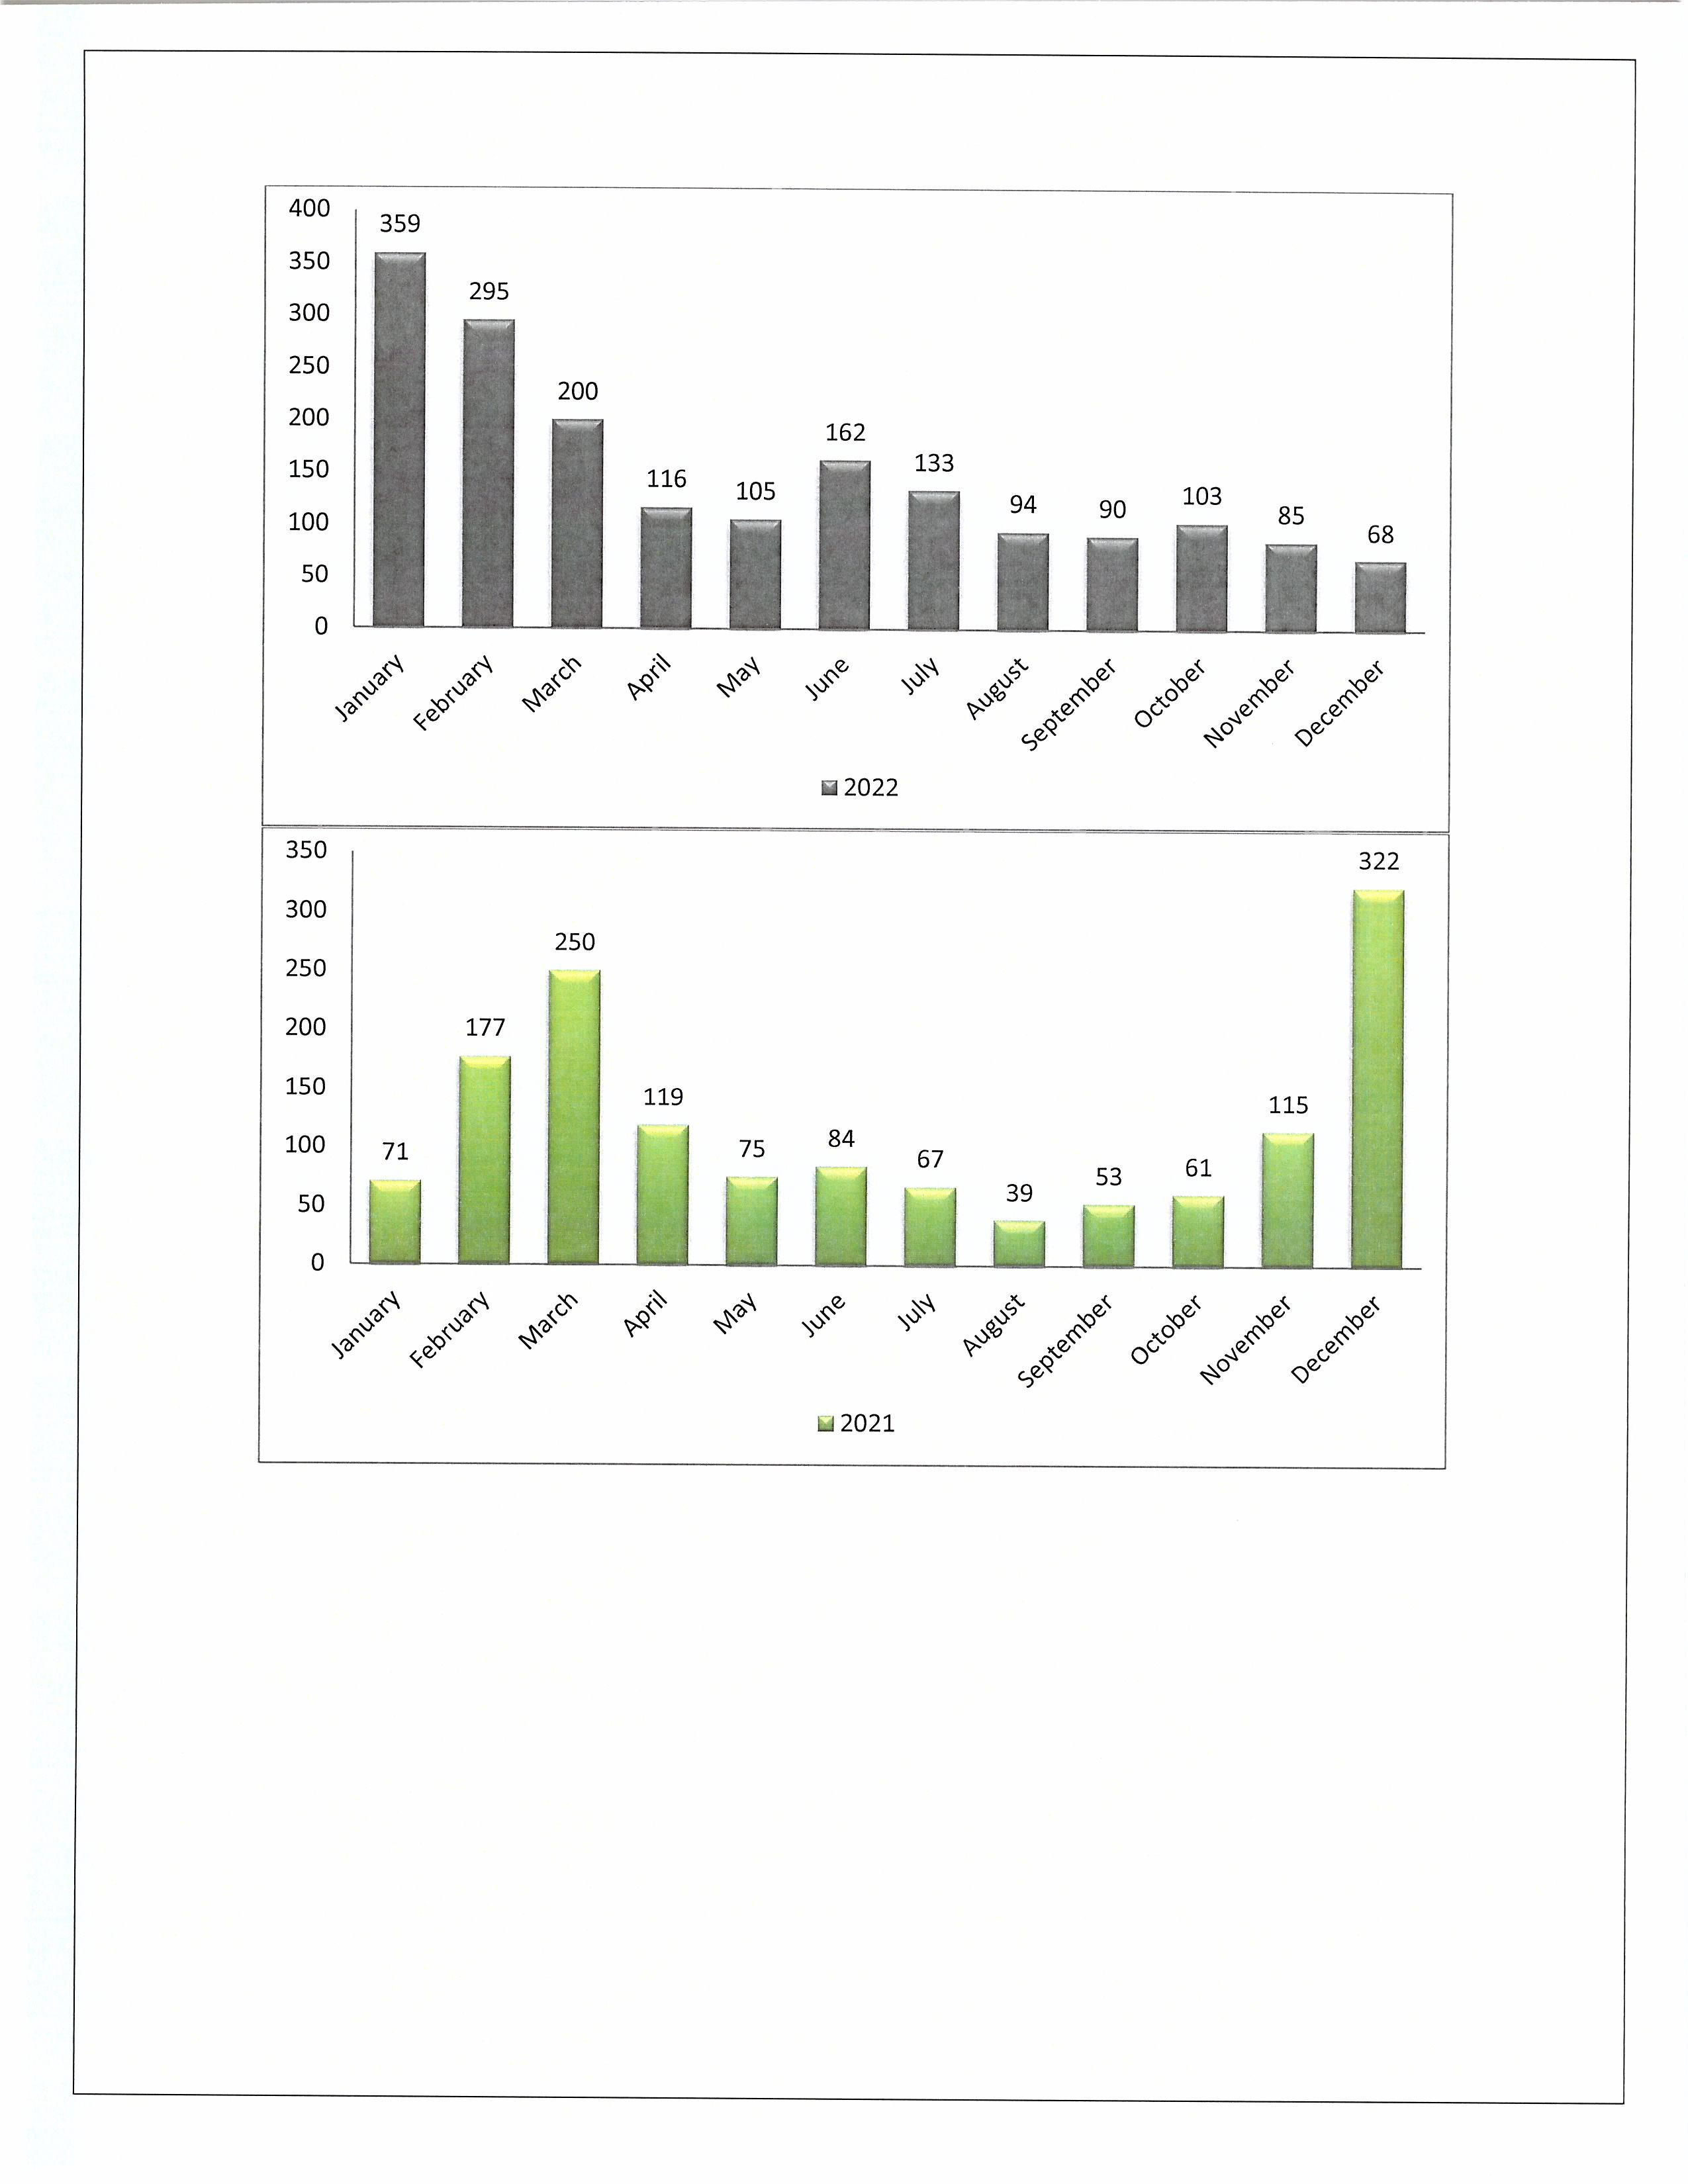 400
350
300
250
200
150
100
50
0
359
295
200
116
105
162
133
94
90
103
85
68
January
February
March
April
May
June
July
August
September
October
November
December
2022
350
300
250
200
150
100
50
0
71
177
250
119
75
84
67
39
53
61
115
322
January
February
March
April
May
June
July
August
September
October
November
December
2021